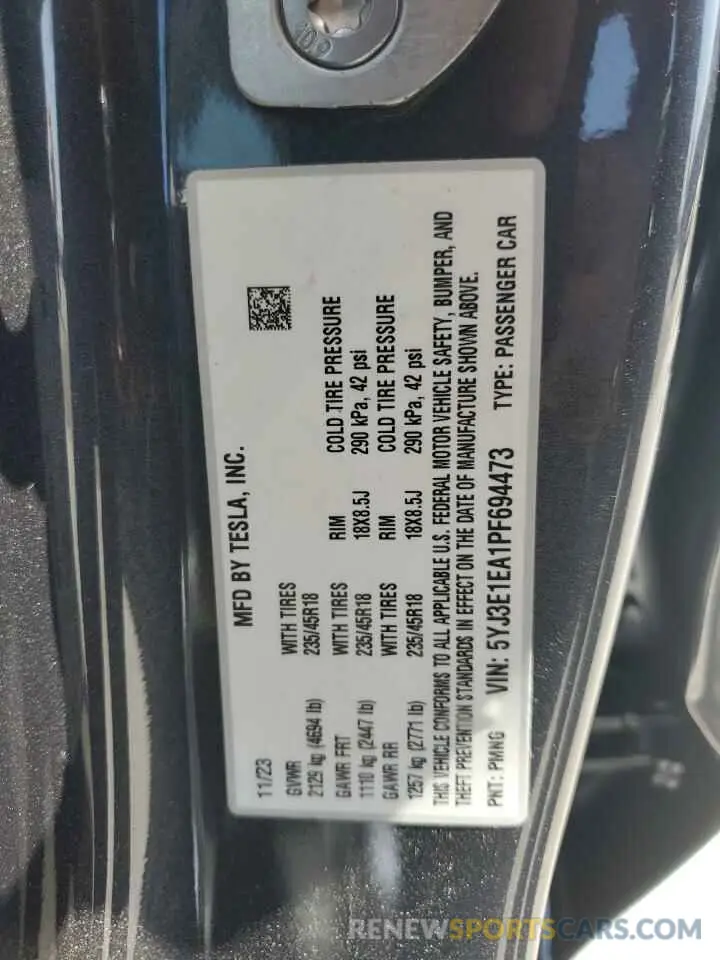 MFD BY TESLA, INC.
11/23
GVWR WITH TIRES
2129 kg (4694 lb) 235/45R18
GAWR FRT WITH TIRES RIM COLD TIRE PRESSURE
1110 kg (2447 lb) 235/45R18 18X8.5J 290 kPa, 42 psi
GAWR RR WITH TIRES RIM COLD TIRE PRESSURE
1257 kg (2771 lb) 235/45R18 18X8.5J 290 kPa, 42 psi
THIS VEHICLE CONFORMS TO ALL APPLICABLE U.S. FEDERAL MOTOR VEHICLE SAFETY, BUMPER, AND
THEFT PREVENTION STANDARDS IN EFFECT ON THE DATE OF MANUFACTURE SHOWN ABOVE.
PNT: PMNG VIN: 5YJ3E1EA1PF694473 TYPE: PASSENGER CAR
RENEWSPORTSCARS.COM